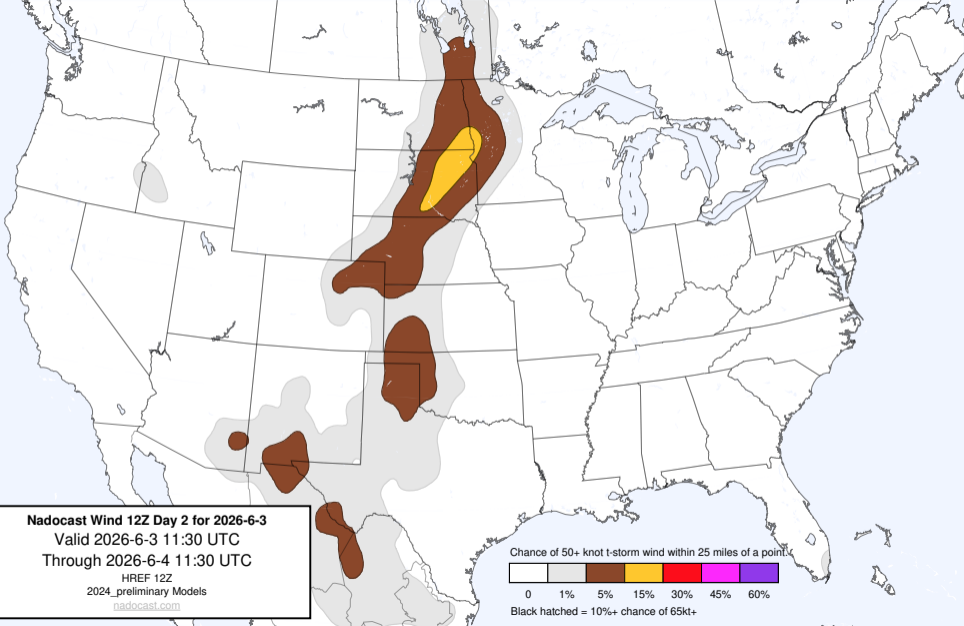 Nadocast Wind 12Z Day 2 for 2026-6-3
Valid 2026-6-3 11:30 UTC
Through 2026-6-4 11:30 UTC
HREF 12Z
2024_preliminary Models
nadocast.com
Chance of 50+ knot t-storm wind within 25 miles of a point.
0 1% 5% 15% 30% 45% 60%
Black hatched = 10%+ chance of 65kt+